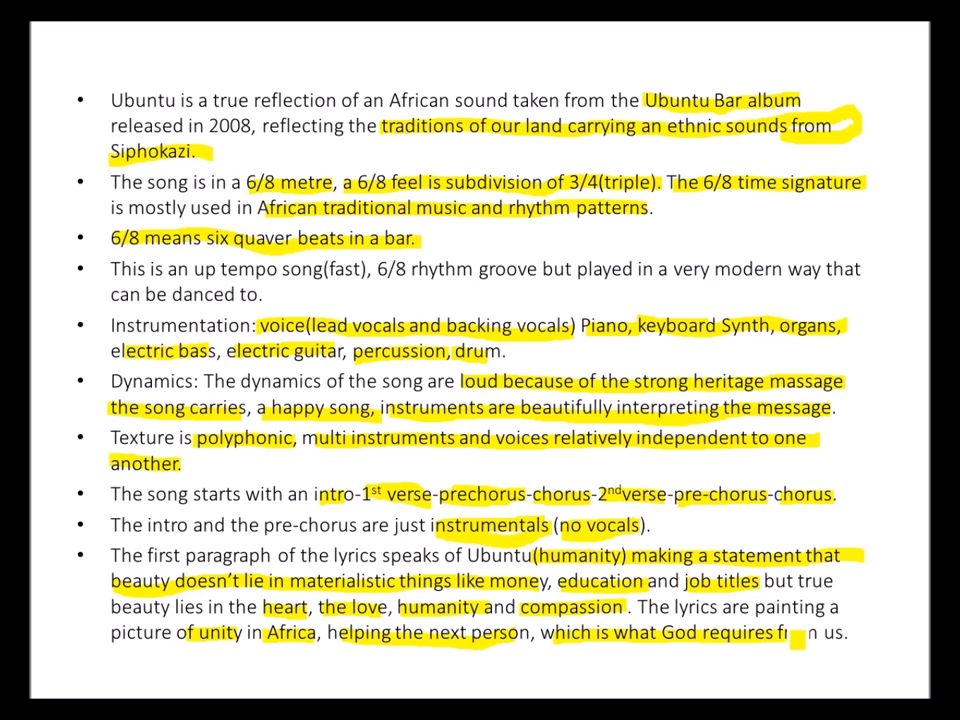 • Ubuntu is a true reflection of an African sound taken from the Ubuntu Bar album
released in 2008, reflecting the traditions of our land carrying an ethnic sounds from
Siphokazi.
• The song is in a 6/8 metre, a 6/8 feel is subdivision of 3/4(triple). The 6/8 time signature
is mostly used in African traditional music and rhythm patterns.
• 6/8 means six quaver beats in a bar.
• This is an up tempo song(fast), 6/8 rhythm groove but played in a very modern way that
can be danced to.
• Instrumentation: voice(lead vocals and backing vocals) Piano, keyboard Synth, organs,
electric bass, electric guitar, percussion, drum.
• Dynamics: The dynamics of the song are loud because of the strong heritage massage
the song carries, a happy song, instruments are beautifully interpreting the message.
• Texture is polyphonic, multi instruments and voices relatively independent to one
another.
• The song starts with an intro-1st verse-prechorus-chorus-2ndverse-pre-chorus-chorus.
• The intro and the pre-chorus are just instrumentals (no vocals).
• The first paragraph of the lyrics speaks of Ubuntu(humanity) making a statement that
beauty doesn't lie in materialistic things like money, education and job titles but true
beauty lies in the heart, the love, humanity and compassion . The lyrics are painting a
picture of unity in Africa, helping the next person, which is what God requires us.